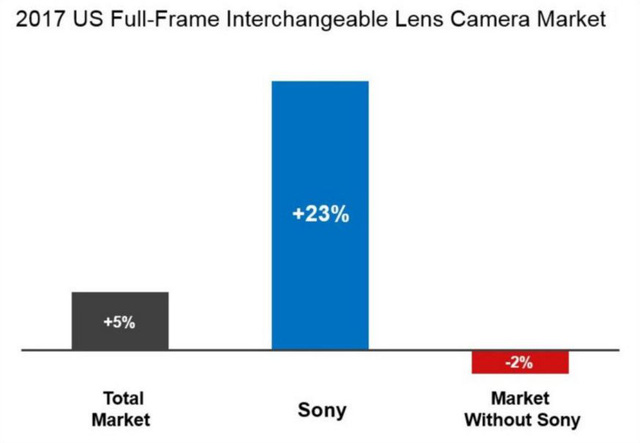 2017 US Full-Frame Interchangeable Lens Camera Market
+23%
+5%
-2%
Total
Market
Sony
Market
Without Sony